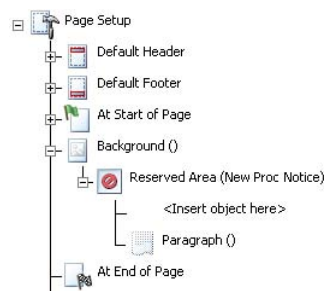 Page Setup
Default Header
Default Footer
At Start of Page
Background ()
Reserved Area (New Proc Notice)
<Insert object here>
Paragraph ()
At End of Page